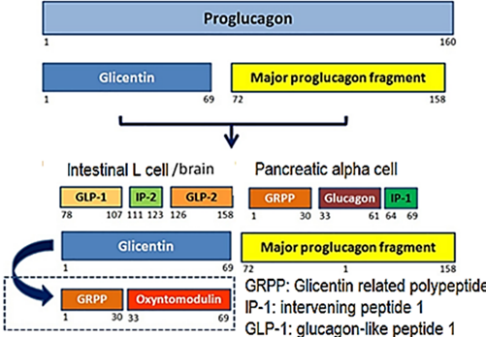 Proglucagon
1 160
Glicentin Major proglucagon fragment
1 69 72 158
Intestinal L cell/brain Pancreatic alpha cell
GLP-1 IP-2 GLP-2 GRPP Glucagon IP-1
78 107 111 123 126 158 1 30 33 61 64 69
Glicentin Major proglucagon fragment
1 69 72 1 158
GRPP Oxyntomodulin
1 30 33 69
GRPP: Glicentin related polypeptide
IP-1: intervening peptide 1
GLP-1: glucagon-like peptide 1